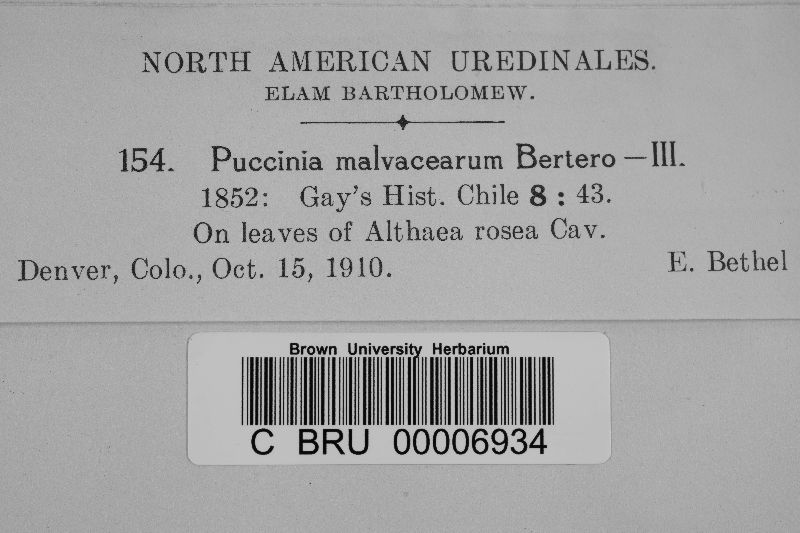 NORTH AMERICAN UREDINALES.
ELAM BARTHOLOMEW.
154. Puccinia malvacearum Bertero—III.
1852: Gay's Hist. Chile 8 : 43.
On leaves of Althaea rosea Cav.
Denver, Colo., Oct. 15, 1910. E. Bethel
Brown University Herbarium
C BRU 00006934